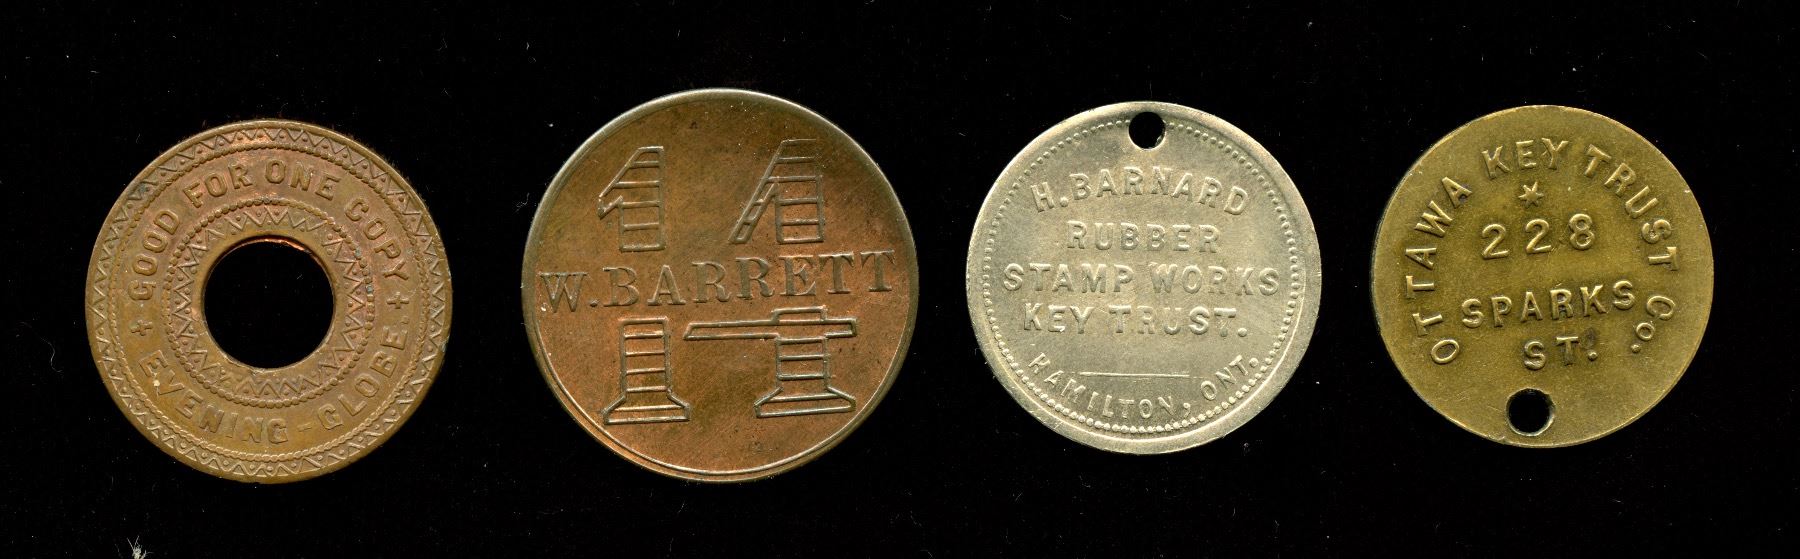 GOOD FOR ONE COPY
+ EVENING-GLOBE. +
14
W.BARRETT
H.BARNARD
RUBBER
STAMP WORKS
KEY TRUST.
HAMILTON, ONT.
OTTAWA KEY TRUST Co.
*
228
SPARKS
ST.